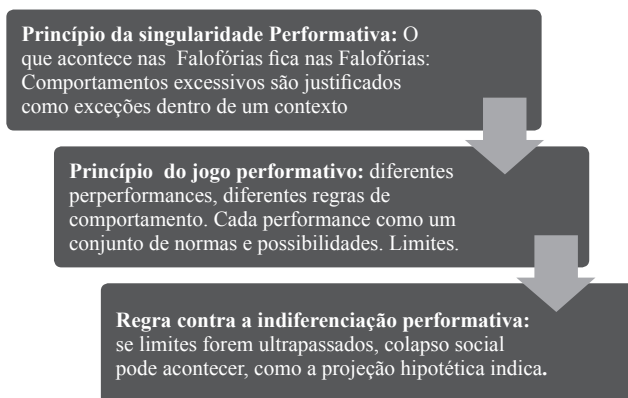 Princípio da singularidade Performativa: O
que acontece nas Falofórias fica nas Falofórias:
Comportamentos excessivos são justificados
como exceções dentro de um contexto
Princípio do jogo performativo: diferentes
perperformances, diferentes regras de
comportamento. Cada performance como um
conjunto de normas e possibilidades. Limites.
Regra contra a indiferenciação performativa:
se limites forem ultrapassados, colapso social
pode acontecer, como a projeção hipotética indica.